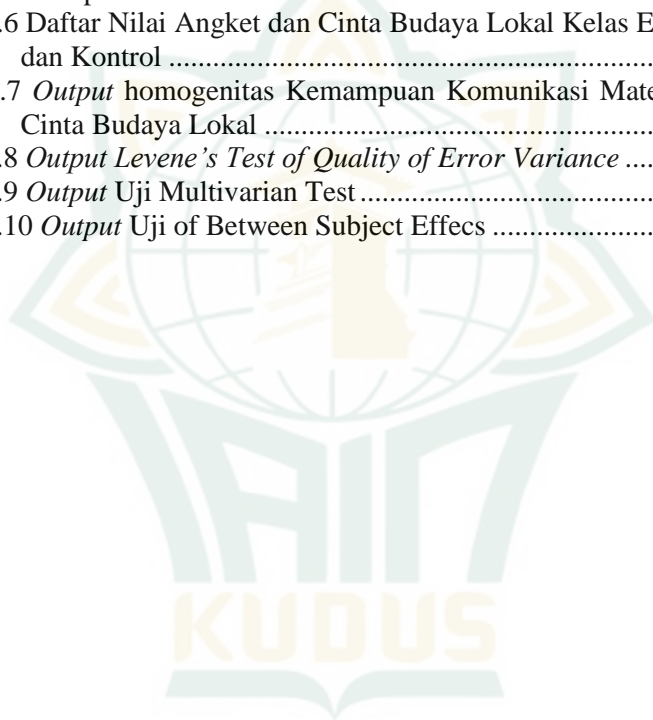 .6 Daftar Nilai Angket dan Cinta Budaya Lokal Kelas E
dan Kontrol ......................................................................
.7 Output homogenitas Kemampuan Komunikasi Mate
Cinta Budaya Lokal .......................................................
.8 Output Levene's Test of Quality of Error Variance ....
.9 Output Uji Multivarian Test ...........................................
.10 Output Uji of Between Subject Effecs .......................
IAIN
KUDUS